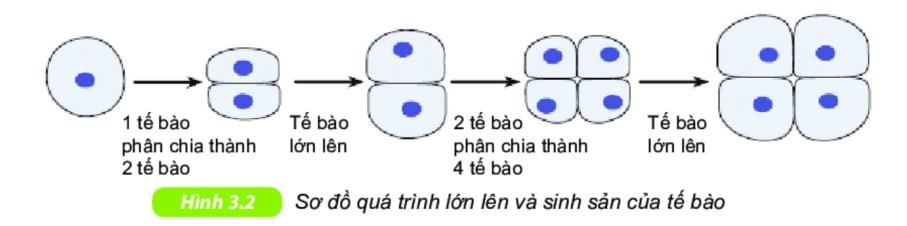 1 tế bào
phân chia thành
2 tế bào
Tế bào
lớn lên
2 tế bào
phân chia thành
4 tế bào
Tế bào
lớn lên
Hình 3.2 Sơ đồ quá trình lớn lên và sinh sản của tế bào